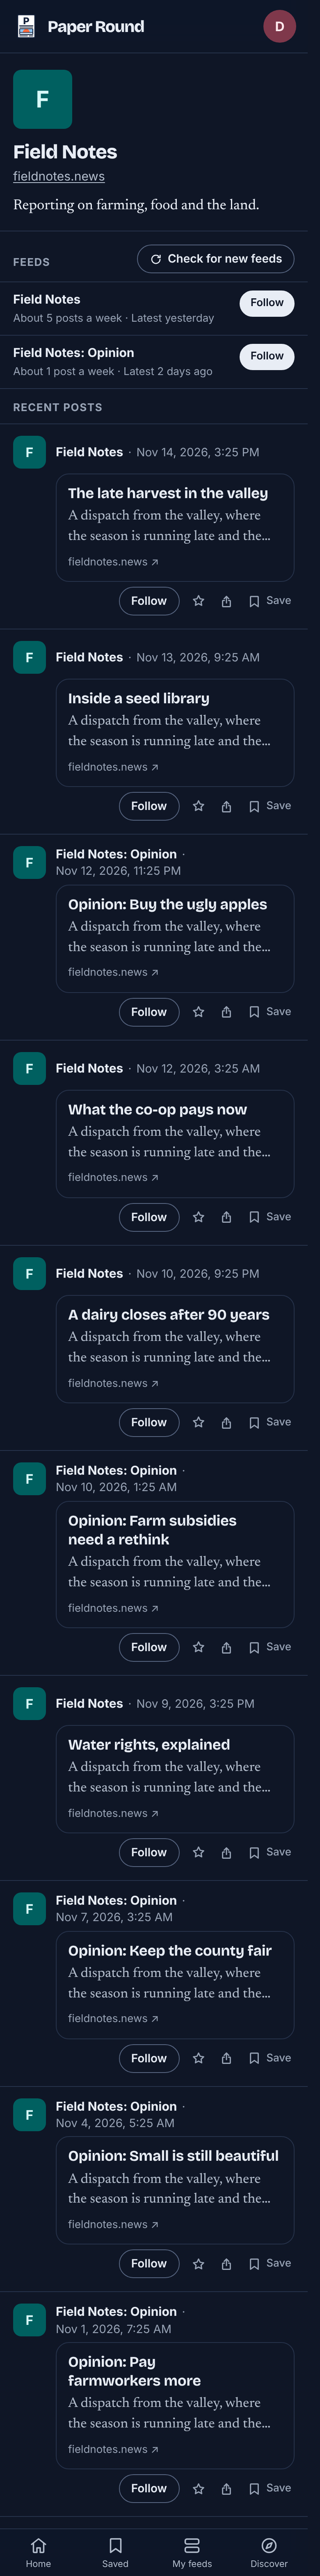 P
Paper Round
D
F
Field Notes
fieldnotes.news
Reporting on farming, food and the land.
FEEDS
Check for new feeds
Field Notes
About 5 posts a week · Latest yesterday
Follow
Field Notes: Opinion
About 1 post a week · Latest 2 days ago
Follow
RECENT POSTS
F
Field Notes · Nov 14, 2026, 3:25 PM
The late harvest in the valley
A dispatch from the valley, where
the season is running late and the...
fieldnotes.news ↗
Follow
Save
F
Field Notes · Nov 13, 2026, 9:25 AM
Inside a seed library
A dispatch from the valley, where
the season is running late and the...
fieldnotes.news ↗
Follow
Save
F
Field Notes: Opinion ·
Nov 12, 2026, 11:25 PM
Opinion: Buy the ugly apples
A dispatch from the valley, where
the season is running late and the...
fieldnotes.news ↗
Follow
Save
F
Field Notes · Nov 12, 2026, 3:25 AM
What the co-op pays now
A dispatch from the valley, where
the season is running late and the...
fieldnotes.news ↗
Follow
Save
F
Field Notes · Nov 10, 2026, 9:25 PM
A dairy closes after 90 years
A dispatch from the valley, where
the season is running late and the...
fieldnotes.news ↗
Follow
Save
F
Field Notes: Opinion ·
Nov 10, 2026, 1:25 AM
Opinion: Farm subsidies
need a rethink
A dispatch from the valley, where
the season is running late and the...
fieldnotes.news ↗
Follow
Save
F
Field Notes · Nov 9, 2026, 3:25 PM
Water rights, explained
A dispatch from the valley, where
the season is running late and the...
fieldnotes.news ↗
Follow
Save
F
Field Notes: Opinion ·
Nov 7, 2026, 3:25 AM
Opinion: Keep the county fair
A dispatch from the valley, where
the season is running late and the...
fieldnotes.news ↗
Follow
Save
F
Field Notes: Opinion ·
Nov 4, 2026, 5:25 AM
Opinion: Small is still beautiful
A dispatch from the valley, where
the season is running late and the...
fieldnotes.news ↗
Follow
Save
F
Field Notes: Opinion ·
Nov 1, 2026, 7:25 AM
Opinion: Pay
farmworkers more
A dispatch from the valley, where
the season is running late and the...
fieldnotes.news ↗
Follow
Save
Home
Saved
My feeds
Discover